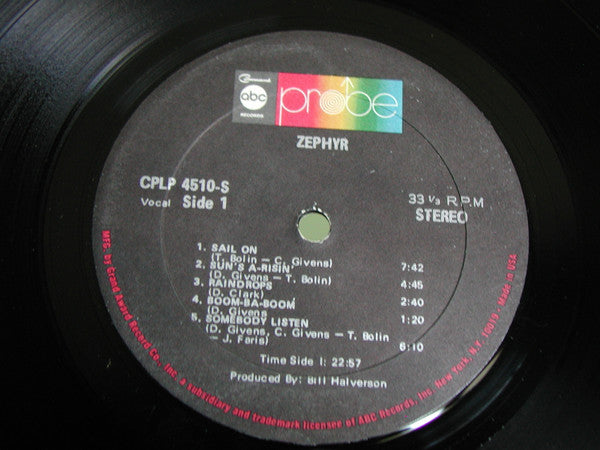 Command
abc
RECORDS
probe
ZEPHYR
CPLP 4510-S
Vocal Side 1
33 1/3 R.P.M
STEREO
1. SAIL ON
(T. Bolin – C. Givens) 7:42
2. SUN'S A-RISIN'
(D. Givens – T. Bolin) 4:45
3. RAINDROPS
(D. Clark) 2:40
4. BOOM-BA-BOOM
(D. Givens 1:20
5. SOMEBODY LISTEN
(D. Givens, C. Givens – T. Bolin
– J. Faris) 6:10
Time Side 1: 22:57
Produced By: Bill Halverson
MFG. by Grand Award Record Co., Inc. a subsidiary and trademark licensee of ABC Records, Inc. New York, N.Y. 10019 · Made in USA